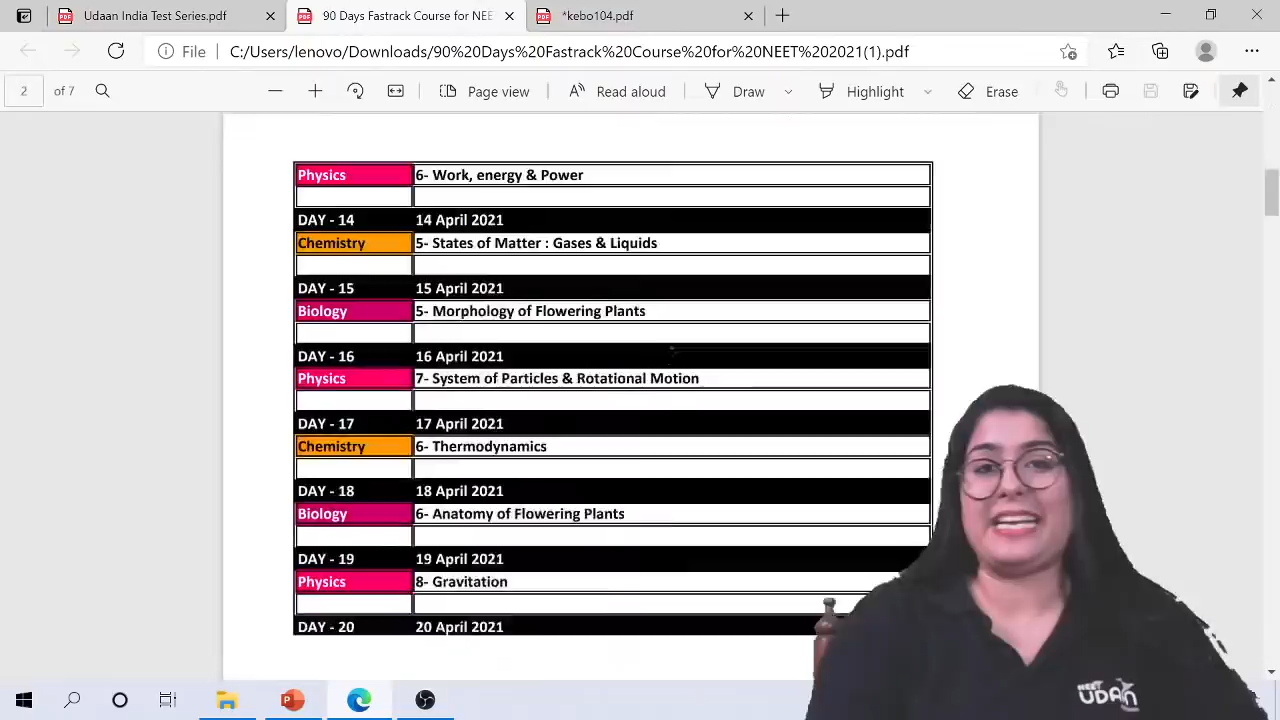 Udaan India Test Series.pdf
90 Days Fastrack Course for NEE
*kebo104.pdf
File
C:/Users/lenovo/Downloads/90%20Days%20Fastrack%20Course%20for%20NEET%202021(1).pdf
2 of 7
Page view
Read aloud
Draw
Highlight
Erase
Physics 6- Work, energy & Power
DAY - 14 14 April 2021
Chemistry 5- States of Matter : Gases & Liquids
DAY - 15 15 April 2021
Biology 5- Morphology of Flowering Plants
DAY - 16 16 April 2021
Physics 7- System of Particles & Rotational Motion
DAY - 17 17 April 2021
Chemistry 6- Thermodynamics
DAY - 18 18 April 2021
Biology 6- Anatomy of Flowering Plants
DAY - 19 19 April 2021
Physics 8- Gravitation
DAY - 20 20 April 2021
NEET
UDAN